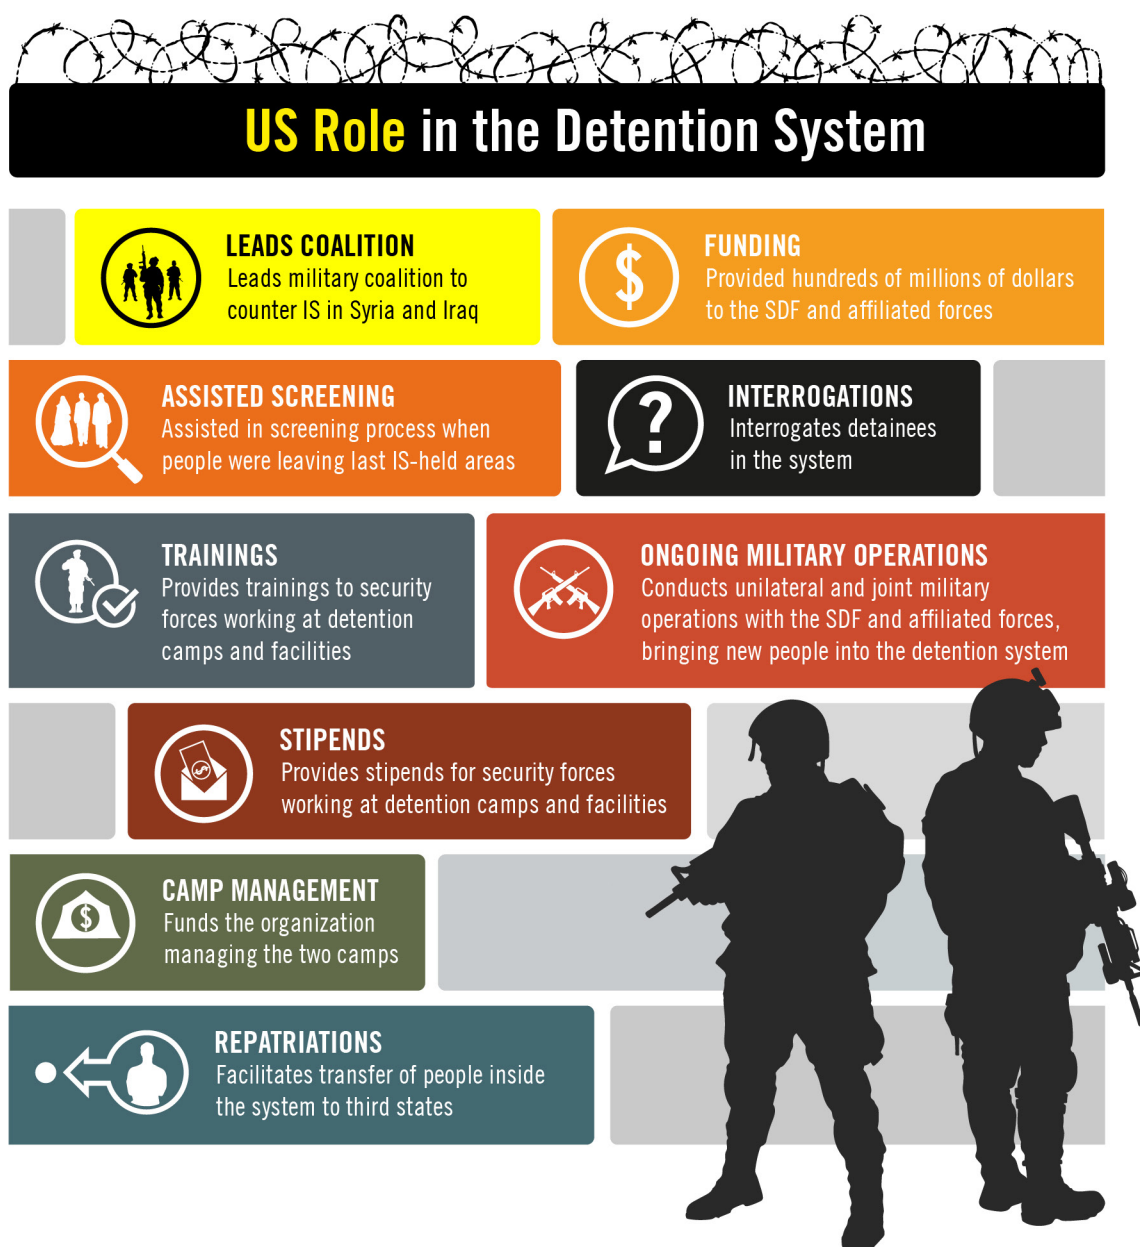 US Role in the Detention System
LEADS COALITION
Leads military coalition to
counter IS in Syria and Iraq
FUNDING
Provided hundreds of millions of dollars
to the SDF and affiliated forces
ASSISTED SCREENING
Assisted in screening process when
people were leaving last IS-held areas
INTERROGATIONS
Interrogates detainees
in the system
TRAININGS
Provides trainings to security
forces working at detention
camps and facilities
ONGOING MILITARY OPERATIONS
Conducts unilateral and joint military
operations with the SDF and affiliated forces,
bringing new people into the detention system
STIPENDS
Provides stipends for security forces
working at detention camps and facilities
CAMP MANAGEMENT
Funds the organization
managing the two camps
REPATRIATIONS
Facilitates transfer of people inside
the system to third states